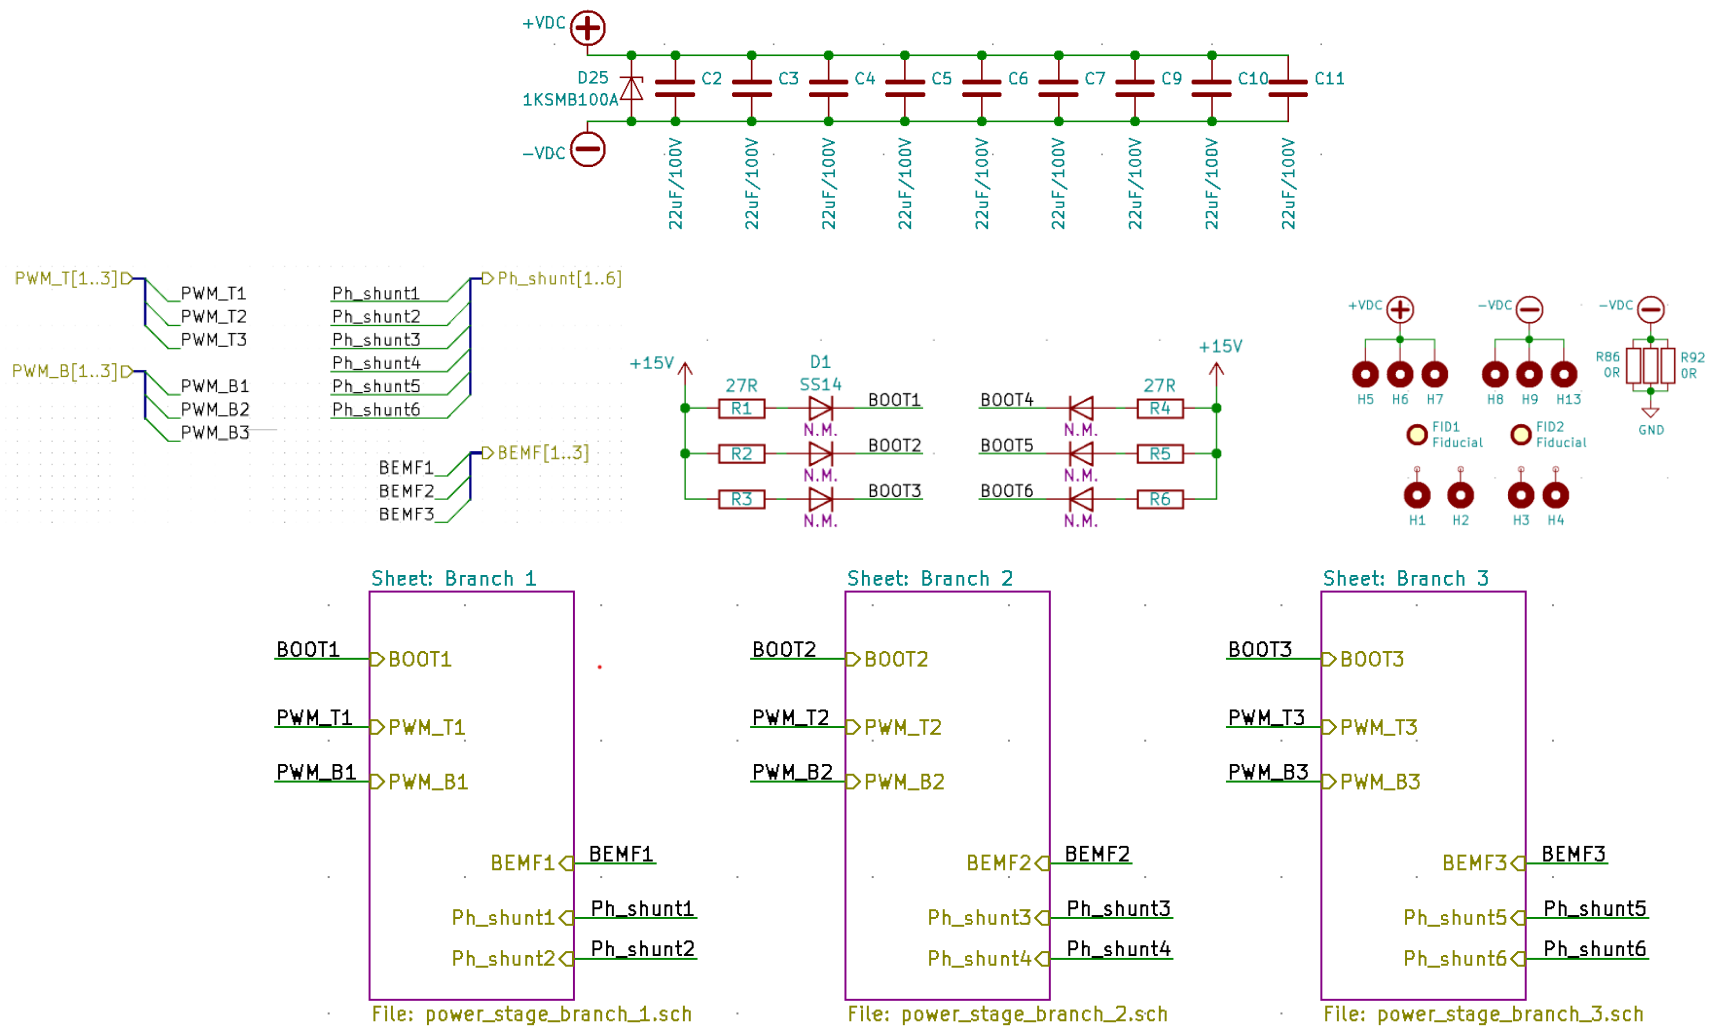 +VDC
D25
1KSMB100A
C2
C3
C4
C5
C6
C7
C9
C10
C11
-VDC
22uF/100V
22uF/100V
22uF/100V
22uF/100V
22uF/100V
22uF/100V
22uF/100V
22uF/100V
22uF/100V
PWM_T[1..3]
PWM_T1
PWM_T2
PWM_T3
PWM_B[1..3]
PWM_B1
PWM_B2
PWM_B3
Ph_shunt[1..6]
Ph_shunt1
Ph_shunt2
Ph_shunt3
Ph_shunt4
Ph_shunt5
Ph_shunt6
BEMF[1..3]
BEMF1
BEMF2
BEMF3
+15V
27R
R1
D1
SS14
N.M.
BOOT1
R2
N.M.
BOOT2
R3
N.M.
BOOT3
+15V
BOOT4
N.M.
27R
R4
BOOT5
N.M.
R5
BOOT6
N.M.
R6
+VDC
H5
H6
H7
-VDC
H8
H9
H13
-VDC
R86
0R
R92
0R
GND
FID1
Fiducial
FID2
Fiducial
H1
H2
H3
H4
Sheet: Branch 1
BOOT1
BOOT1
PWM_T1
PWM_T1
PWM_B1
PWM_B1
BEMF1
BEMF1
Ph_shunt1
Ph_shunt1
Ph_shunt2
Ph_shunt2
File: power_stage_branch_1.sch
Sheet: Branch 2
BOOT2
BOOT2
PWM_T2
PWM_T2
PWM_B2
PWM_B2
BEMF2
BEMF2
Ph_shunt3
Ph_shunt3
Ph_shunt4
Ph_shunt4
File: power_stage_branch_2.sch
Sheet: Branch 3
BOOT3
BOOT3
PWM_T3
PWM_T3
PWM_B3
PWM_B3
BEMF3
BEMF3
Ph_shunt5
Ph_shunt5
Ph_shunt6
Ph_shunt6
File: power_stage_branch_3.sch